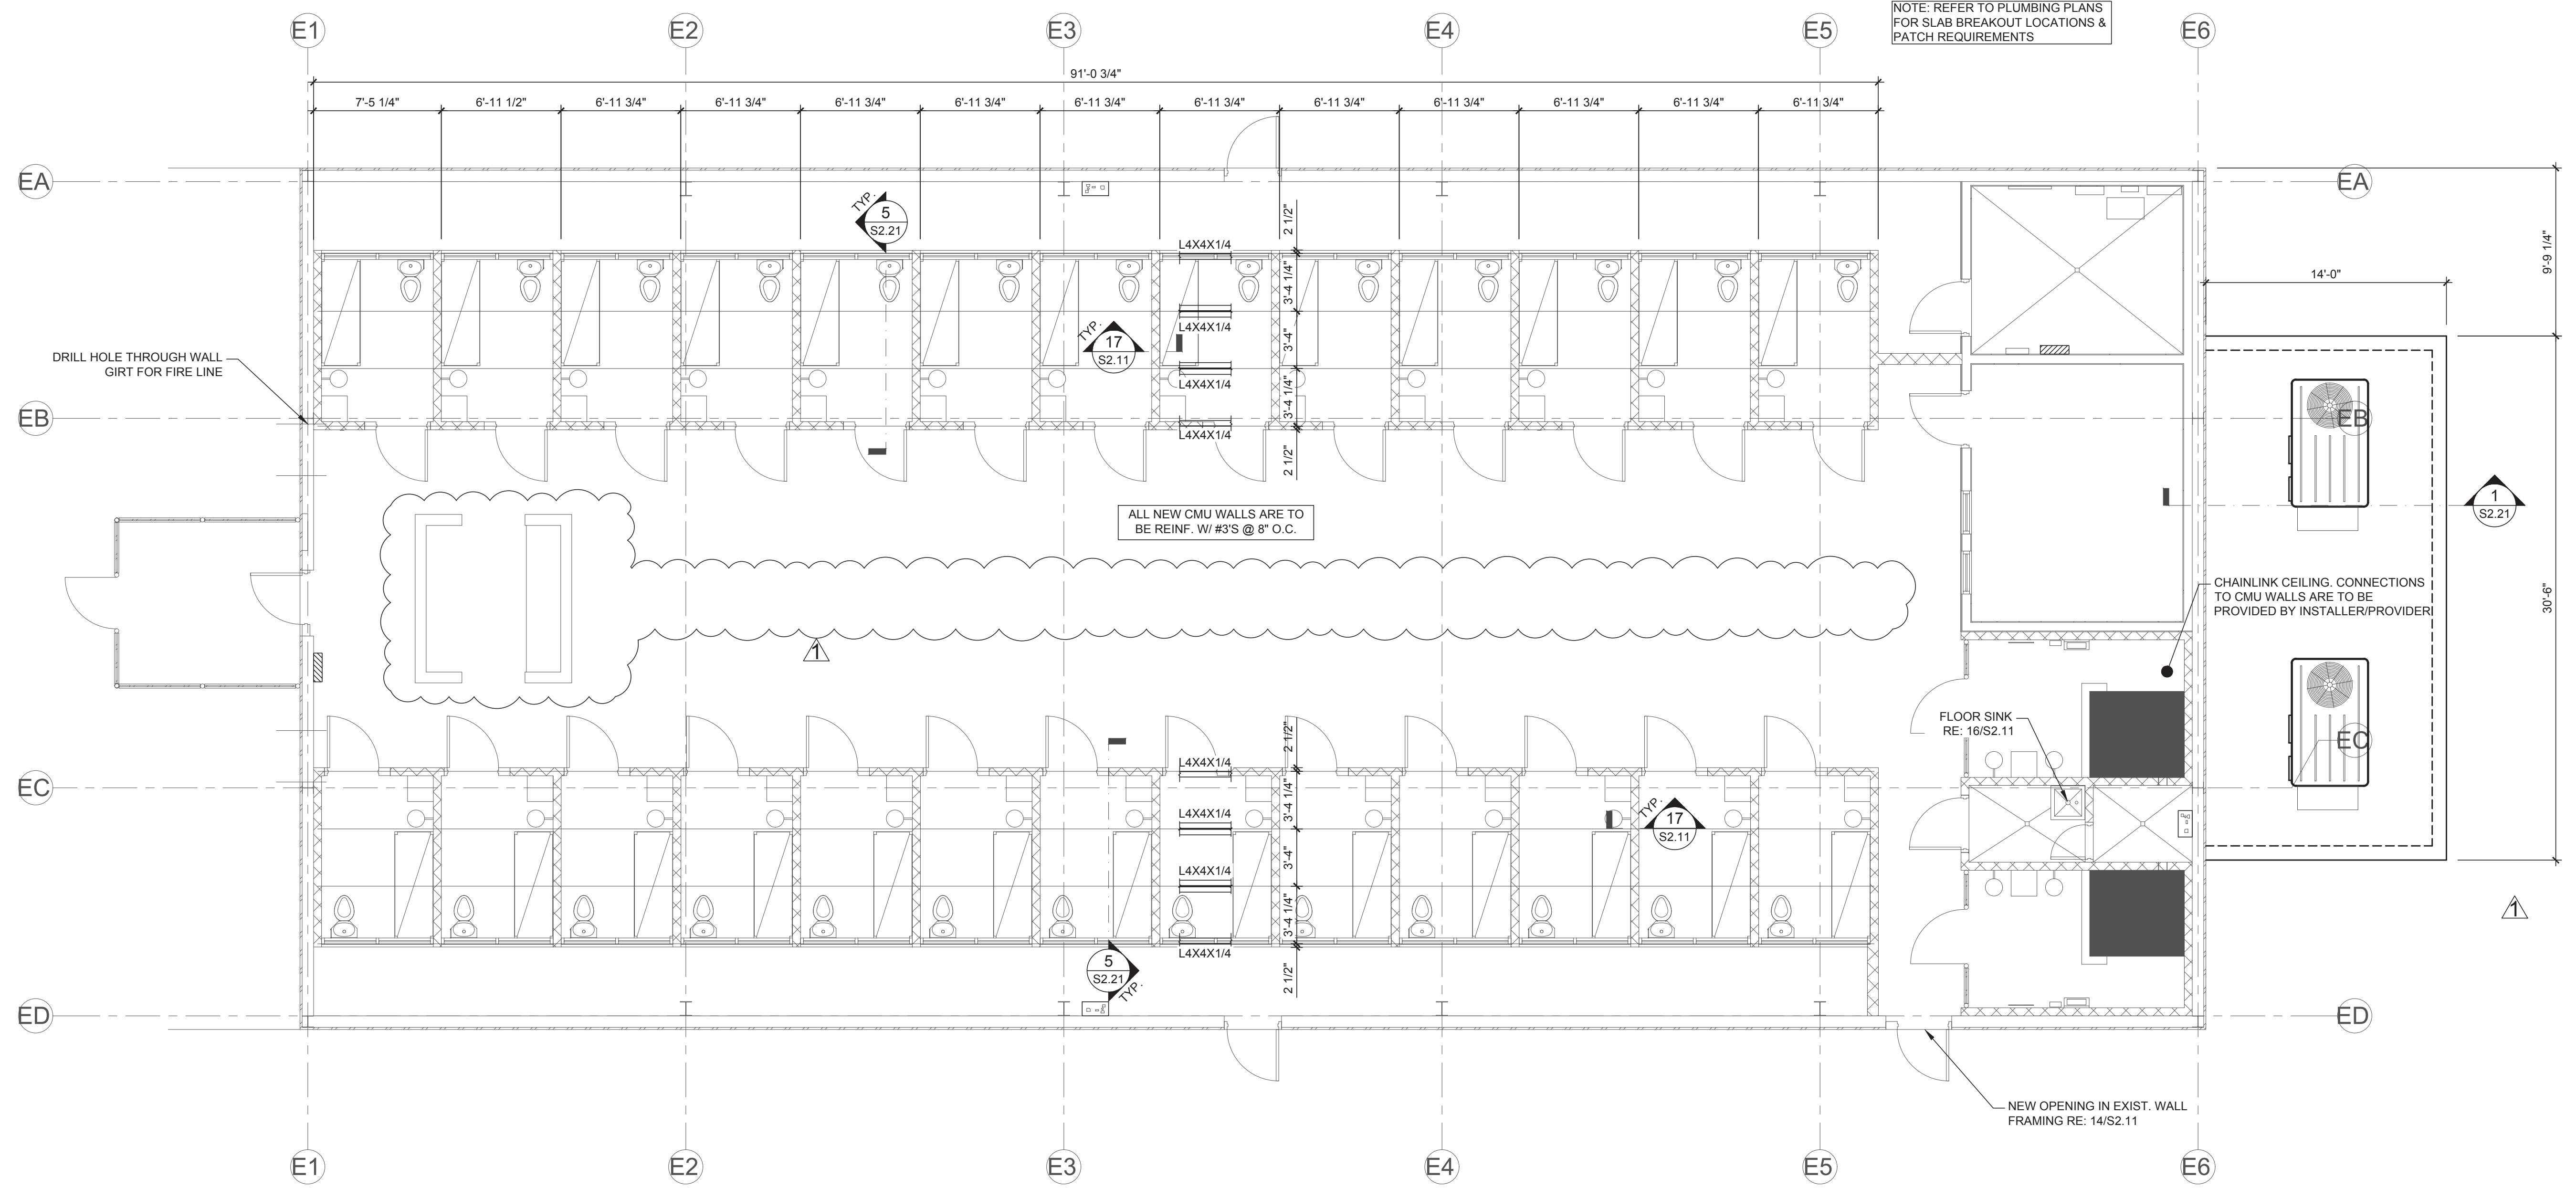 NOTE: REFER TO PLUMBING PLANS
FOR SLAB BREAKOUT LOCATIONS &
PATCH REQUIREMENTS
E1
E2
E3
E4
E5
E6
91'-0 3/4"
7'-5 1/4"
6'-11 1/2"
6'-11 3/4"
6'-11 3/4"
6'-11 3/4"
6'-11 3/4"
6'-11 3/4"
6'-11 3/4"
6'-11 3/4"
6'-11 3/4"
6'-11 3/4"
6'-11 3/4"
6'-11 3/4"
EA
EA
TYP.
5
S2.21
2 1/2"
L4X4X1/4
3'-4 1/4"
L4X4X1/4
3'-4"
L4X4X1/4
3'-4 1/4"
L4X4X1/4
2 1/2"
TYP.
17
S2.11
9'-9 1/4"
14'-0"
DRILL HOLE THROUGH WALL
GIRT FOR FIRE LINE
EB
EB
ALL NEW CMU WALLS ARE TO
BE REINF. W/ #3'S @ 8" O.C.
1
S2.21
CHAINLINK CEILING. CONNECTIONS
TO CMU WALLS ARE TO BE
PROVIDED BY INSTALLER/PROVIDER
30'-6"
1
FLOOR SINK
RE: 16/S2.11
EC
EC
2 1/2"
L4X4X1/4
3'-4 1/4"
L4X4X1/4
3'-4"
L4X4X1/4
3'-4 1/4"
L4X4X1/4
2 1/2"
TYP.
17
S2.11
1
5
S2.21
TYP.
ED
ED
NEW OPENING IN EXIST. WALL
FRAMING RE: 14/S2.11
E1
E2
E3
E4
E5
E6